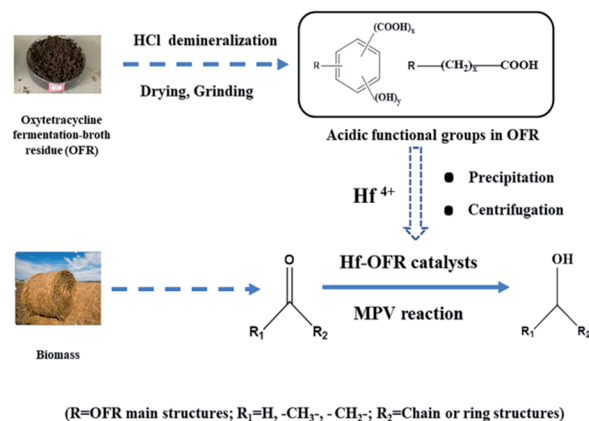 HCl demineralization
Drying, Grinding
Oxytetracycline
fermentation-broth
residue (OFR)
(COOH)x
R
(OH)y
R—(CH2)x—COOH
Acidic functional groups in OFR
Hf 4+
● Precipitation
● Centrifugation
Biomass
O
R1 R2
Hf-OFR catalysts
MPV reaction
OH
R1 R2
(R=OFR main structures; R1=H, -CH3-, - CH2-; R2=Chain or ring structures)